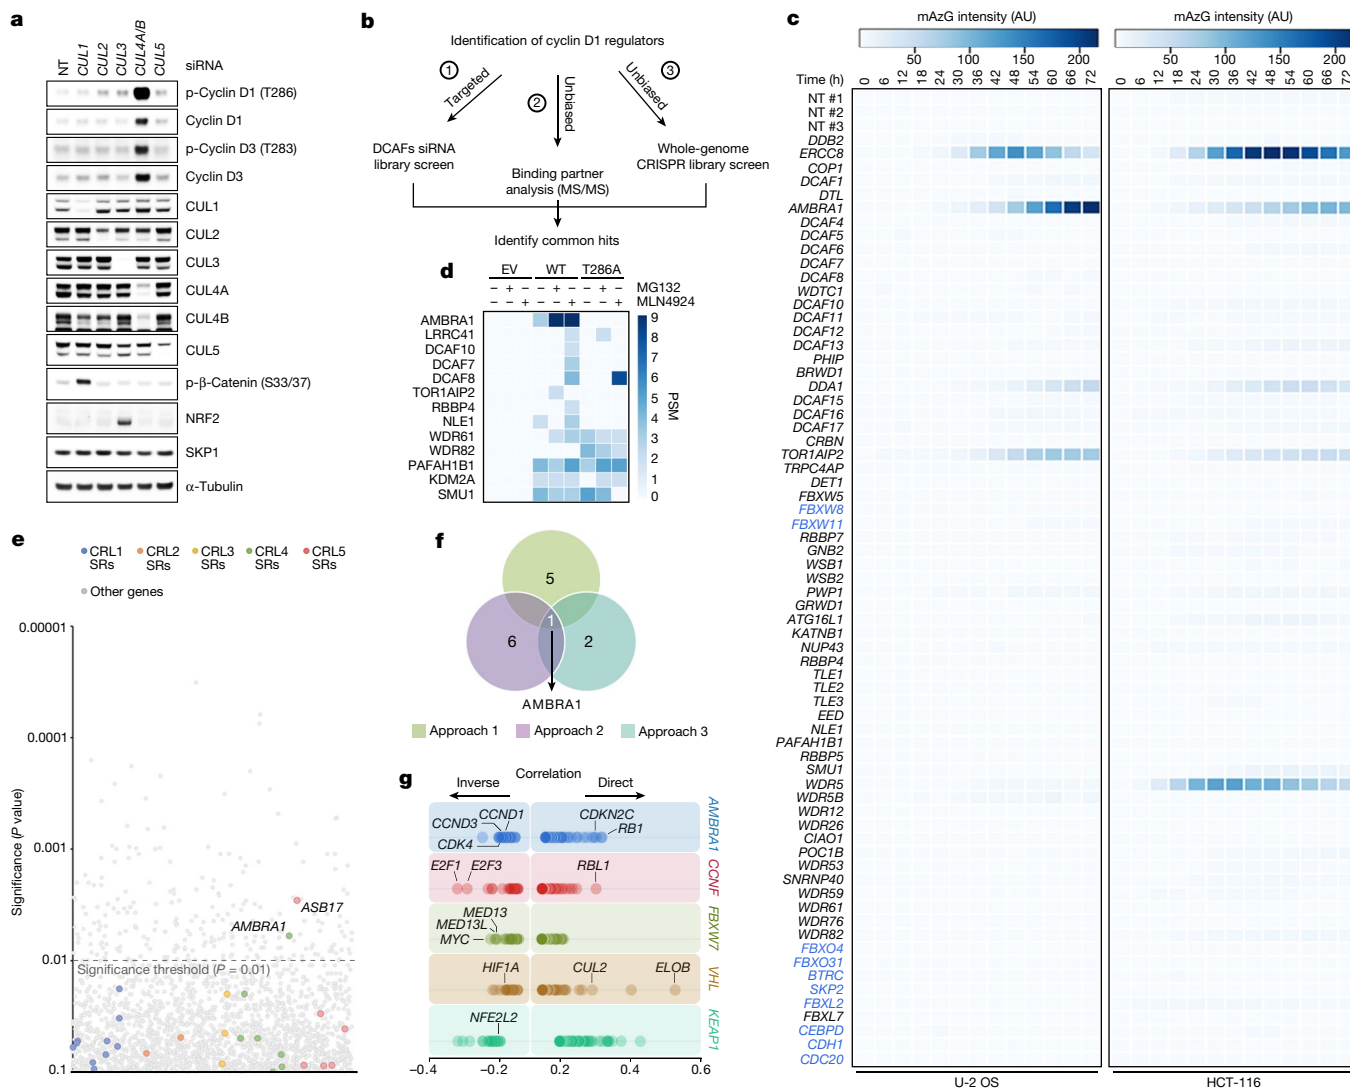 a
NT CUL1 CUL2 CUL3 CUL4A/B CUL5 siRNA
p-Cyclin D1 (T286)
Cyclin D1
p-Cyclin D3 (T283)
Cyclin D3
CUL1
CUL2
CUL3
CUL4A
CUL4B
CUL5
p-β-Catenin (S33/37)
NRF2
SKP1
α-Tubulin
b
Identification of cyclin D1 regulators
1 Targeted
2 Unbiased
3 Unbiased
DCAFs siRNA
library screen
Binding partner
analysis (MS/MS)
Whole-genome
CRISPR library screen
Identify common hits
c
mAzG intensity (AU) mAzG intensity (AU)
50 100 150 200 50 100 150 200
Time (h) 0 6 12 18 24 30 36 42 48 54 60 66 72 0 6 12 18 24 30 36 42 48 54 60 66 72
NT #1
NT #2
NT #3
DDB2
ERCC8
COP1
DCAF1
DTL
AMBRA1
DCAF4
DCAF5
DCAF6
DCAF7
DCAF8
WDTC1
DCAF10
DCAF11
DCAF12
DCAF13
PHIP
BRWD1
DDA1
DCAF15
DCAF16
DCAF17
CRBN
TOR1AIP2
TRPC4AP
DET1
FBXW5
FBXW8
FBXW11
RBBP7
GNB2
WSB1
WSB2
PWP1
GRWD1
ATG16L1
KATNB1
NUP43
RBBP4
TLE1
TLE2
TLE3
EED
NLE1
PAFAH1B1
RBBP5
SMU1
WDR5
WDR5B
WDR12
WDR26
CIAO1
POC1B
WDR53
SNRNP40
WDR59
WDR61
WDR76
WDR82
FBXO4
FBXO31
BTRC
SKP2
FBXL2
FBXL7
CEBPD
CDH1
CDC20
U-2 OS HCT-116
d
EV WT T286A
– + – – + – – + – MG132
– – + – – + – – + MLN4924
AMBRA1
LRRC41
DCAF10
DCAF7
DCAF8
TOR1AIP2
RBBP4
NLE1
WDR61
WDR82
PAFAH1B1
KDM2A
SMU1
9
8
7
6
5
4
3
2
1
0
PSM
e
CRL1 SRs
CRL2 SRs
CRL3 SRs
CRL4 SRs
CRL5 SRs
Other genes
Significance (P value)
0.00001
0.0001
0.001
0.01
0.1
ASB17
AMBRA1
Significance threshold (P = 0.01)
f
5
1
6
2
AMBRA1
Approach 1 Approach 2 Approach 3
g
Correlation
Inverse Direct
CCND1
CCND3
CDK4
CDKN2C
RB1
AMBRA1
E2F1 E2F3 RBL1
CCNF
MED13
MED13L
MYC
FBXW7
HIF1A CUL2 ELOB
VHL
NFE2L2
KEAP1
–0.4 0 0.2 0.4 0.6